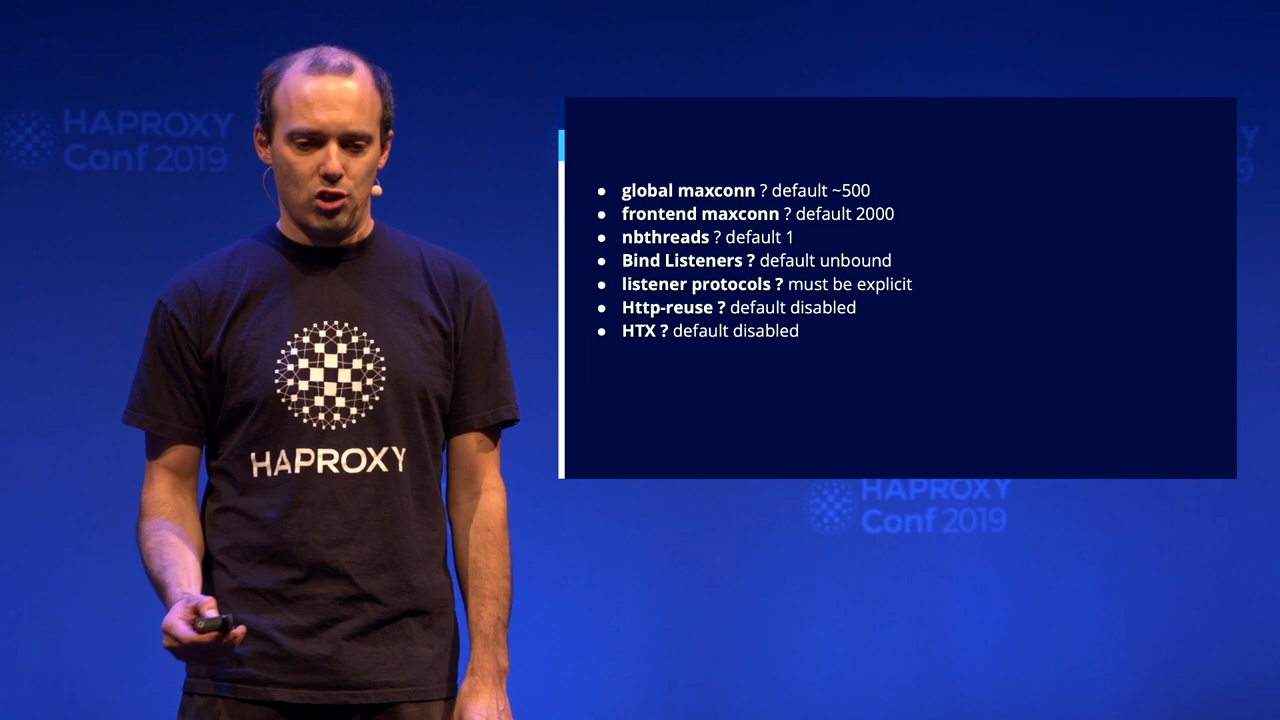 HAPROXY
Conf 2019
● global maxconn ? default ~500
● frontend maxconn ? default 2000
● nbthreads ? default 1
● Bind Listeners ? default unbound
● listener protocols ? must be explicit
● Http-reuse ? default disabled
● HTX ? default disabled
HAPROXY
HAPROXY
Conf 2019